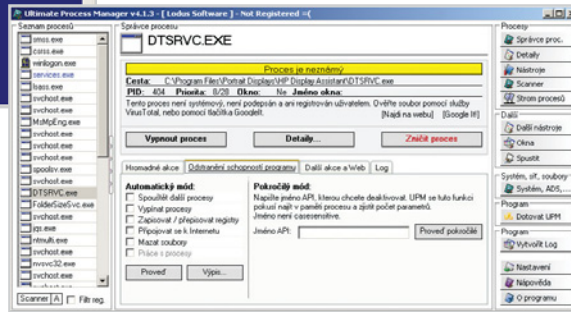 Ultimate Process Manager v4.1.3 - [ Lodus Software ] - Not Registered =(
Seznam procesů
smss.exe
csrss.exe
winlogon.exe
services.exe
lsass.exe
svchost.exe
svchost.exe
MsMpEng.exe
svchost.exe
svchost.exe
svchost.exe
spoolsv.exe
svchost.exe
DTSRVC.exe
FolderSizeSvc.exe
svchost.exe
jqs.exe
ntmulti.exe
svchost.exe
nvsvc32.exe
svchost.exe
Scanner
A
Filtr reg.
Správce procesu
DTSRVC.EXE
Proces je neznámý
Cesta: C:\Program Files\Portrait Displays\HP Display Assistant\DTSRVC.exe
PID: 404 Priorita: 8/20 Okno: Ne Jméno okna:
Tento proces není systémový, není podepsán a ani registrován uživatelem. Ověřte soubor pomocí služby
VirusTotal, nebo pomocí tlačítka GoogleIt.
[Najdi na webu] [Google It!]
Vypnout proces
Detaily...
Zničit proces
Hromadné akce
Odstranění schopností programu
Další akce a Web
Log
Automatický mód:
Spouštět další procesy
Vypínat procesy
Zapisovat / přepisovat registry
Připojovat se k Internetu
Mazat soubory
Práce s procesy
Proveď
Výpis...
Pokročilý mód:
Napište jméno API, kterou chcete deaktivovat. UPM se tuto funkci
pokusí najít v paměti procesu a zjistit počet parametrů.
Jméno není casesensitive.
Jméno API:
Proveď pokročilé
Procesy
Správce proc.
Detaily
Nástroje
Scanner
Strom procesů
Další
Další nástroje
Okna
Spustit
Systém, síť, soubory
Systém, ADS,...
Program
Dotovat UPM
Program
Vytvořit Log
Nastavení
Nápověda
O programu